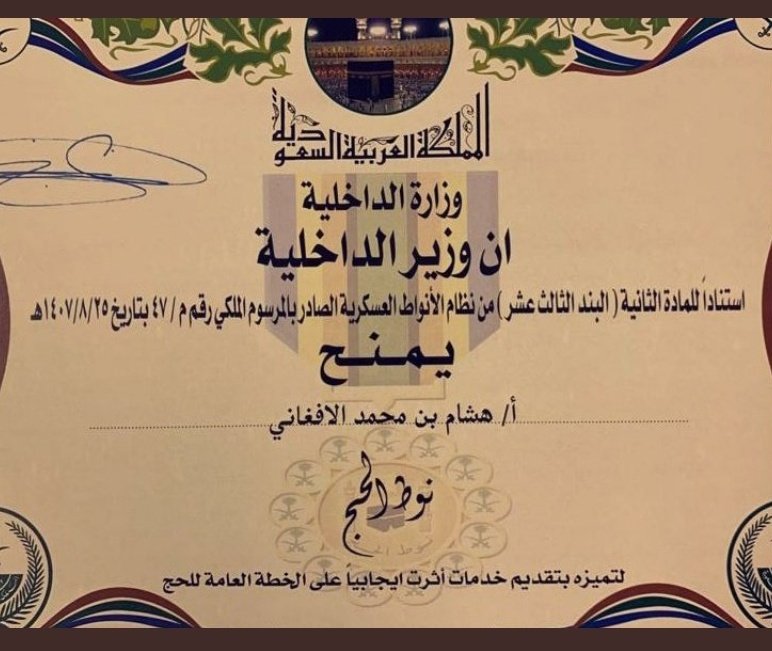 المملكة العربية السعودية
وزارة الداخلية
ان وزير الداخلية
استناداً للمادة الثانية ( البند الثالث عشر ) من نظام الأنواط العسكرية الصادر بالمرسوم الملكي رقم م / ٤٧ بتاريخ ١٤٠٧/٨/٢٥هـ
يمنح
أ/ هشام بن محمد الافغاني
نوط الحج
لتميزه بتقديم خدمات أثرت ايجابياً على الخطة العامة للحج